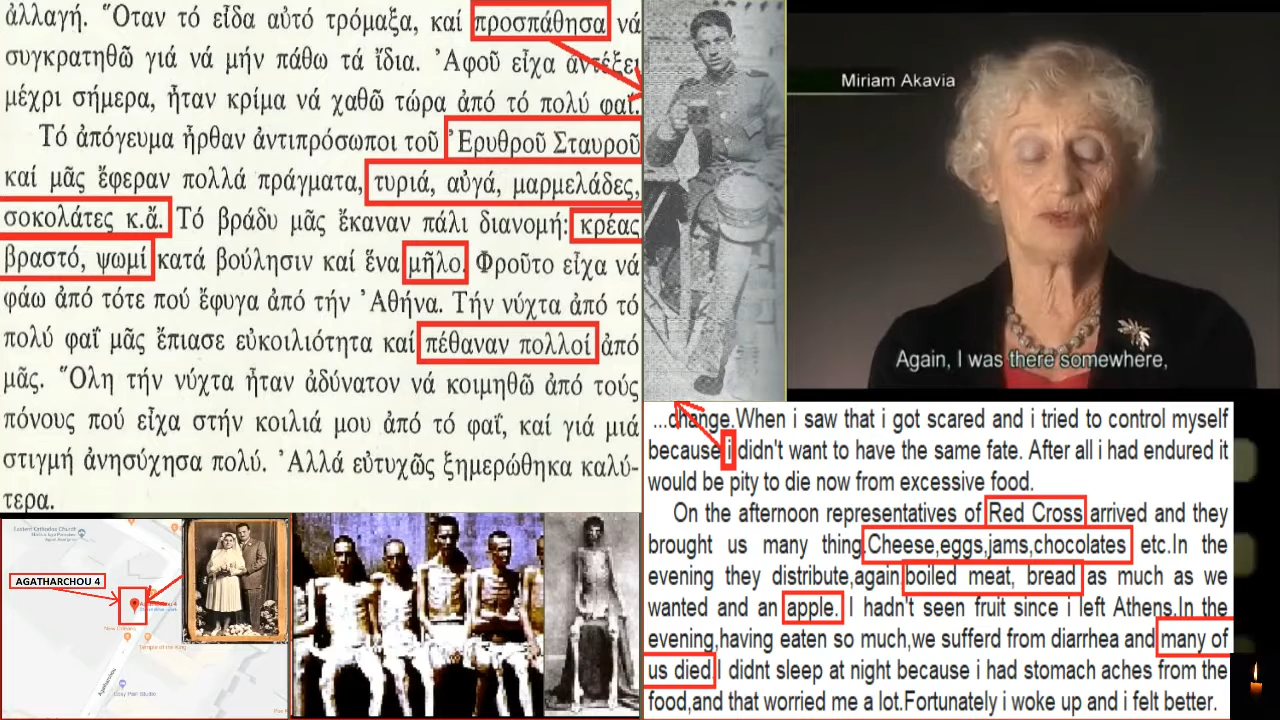 ἀλλαγή. Ὅταν τό εἶδα αὐτό τρόμαξα, καί προσπάθησα νά
συγκρατηθῶ γιά νά μήν πάθω τά ἴδια. Ἀφοῦ εἶχα ἀντέξει
μέχρι σήμερα, ἦταν κρίμα νά χαθῶ τώρα ἀπό τό πολύ φαΐ.
Τό ἀπόγευμα ἦρθαν ἀντιπρόσωποι τοῦ Ἐρυθροῦ Σταυροῦ
καί μᾶς ἔφεραν πολλά πράγματα, τυριά, αὐγά, μαρμελάδες,
σοκολάτες κ.ἄ. Τό βράδυ μᾶς ἔκαναν πάλι διανομή: κρέας
βραστό, ψωμί κατά βούλησιν καί ἕνα μῆλο. Φροῦτο εἶχα νά
φάω ἀπό τότε πού ἔφυγα ἀπό τήν Ἀθήνα. Τήν νύχτα ἀπό τό
πολύ φαΐ μᾶς ἔπιασε εὐκοιλιότητα καί πέθαναν πολλοί ἀπό
μᾶς. Ὅλη τήν νύχτα ἦταν ἀδύνατον νά κοιμηθῶ ἀπό τούς
πόνους πού εἶχα στήν κοιλιά μου ἀπό τό φαΐ, καί γιά μιά
στιγμή ἀνησύχησα πολύ. Ἀλλά εὐτυχῶς ξημερώθηκα καλύ-
τερα.
Miriam Akavia
Again, I was there somewhere,
...change.When i saw that i got scared and i tried to control myself
because i didn't want to have the same fate. After all i had endured it
would be pity to die now from excessive food.
On the afternoon representatives of Red Cross arrived and they
brought us many thing.Cheese,eggs,jams,chocolates etc.In the
evening they distribute,again boiled meat, bread as much as we
wanted and an apple. I hadn't seen fruit since i left Athens.In the
evening,having eaten so much,we sufferd from diarrhea and many of
us died.I didnt sleep at night because i had stomach aches from the
food,and that worried me a lot.Fortunately i woke up and i felt better.
Eastern Orthodox Church
AGATHARCHOU 4
Agatharchou 4
Temple of the King
Cosy Pair Studio